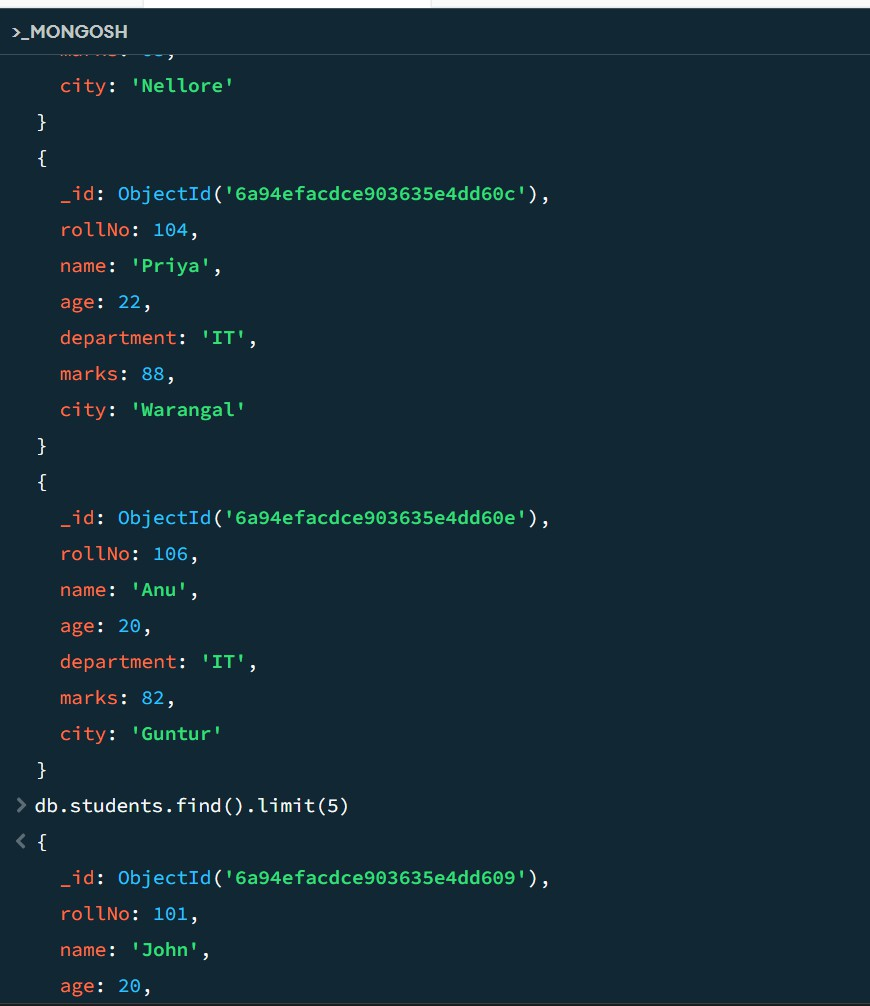 >_MONGOSH
city: 'Nellore'
}
{
_id: ObjectId('6a94efacdce903635e4dd60c'),
rollNo: 104,
name: 'Priya',
age: 22,
department: 'IT',
marks: 88,
city: 'Warangal'
}
{
_id: ObjectId('6a94efacdce903635e4dd60e'),
rollNo: 106,
name: 'Anu',
age: 20,
department: 'IT',
marks: 82,
city: 'Guntur'
}
> db.students.find().limit(5)
< {
_id: ObjectId('6a94efacdce903635e4dd609'),
rollNo: 101,
name: 'John',
age: 20,